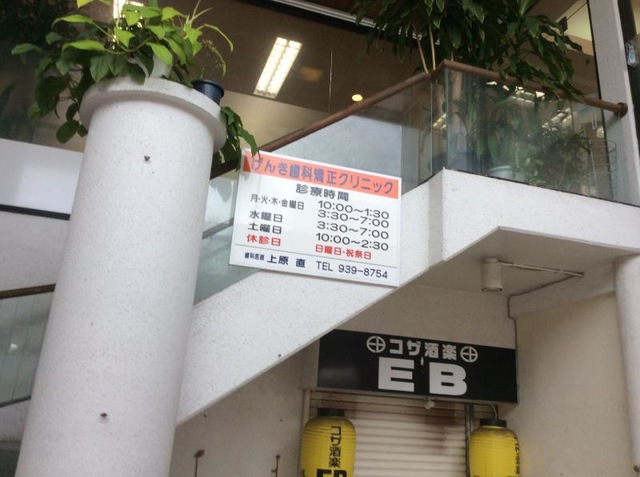 げんき歯科矯正クリニック
診療時間
月・火・木・金曜日 10:00～1:30
3:30～7:00
水曜日 3:30～7:00
土曜日 10:00～2:30
休診日 日曜日・祝祭日
歯科医師 上原 直 TEL 939-8754
コザ酒楽
EB
コザ酒楽
EB